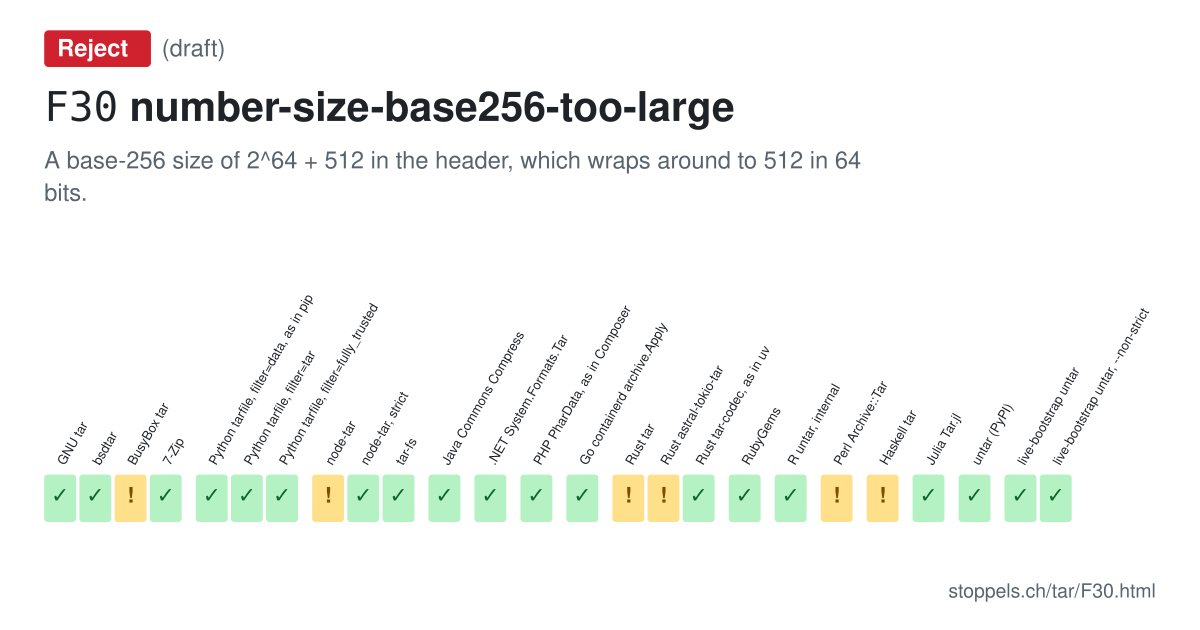 Reject (draft)
F30 number-size-base256-too-large
A base-256 size of 2^64 + 512 in the header, which wraps around to 512 in 64
bits.
GNU tar
bsdtar
BusyBox tar
7-Zip
Python tarfile, filter=data, as in pip
Python tarfile, filter=tar
Python tarfile, filter=fully_trusted
node-tar
node-tar, strict
tar-fs
Java Commons Compress
.NET System.Formats.Tar
PHP PharData, as in Composer
Go containerd archive.Apply
Rust tar
Rust astral-tokio-tar
Rust tar-codec, as in uv
RubyGems
R untar, internal
Perl Archive::Tar
Haskell tar
Julia Tar.jl
untar (PyPI)
live-bootstrap untar
live-bootstrap untar, --non-strict
✓ ✓ ! ✓ ✓ ✓ ✓ ! ✓ ✓ ✓ ✓ ✓ ✓ ! ! ✓ ✓ ✓ ! ! ✓ ✓ ✓ ✓
stoppels.ch/tar/F30.html